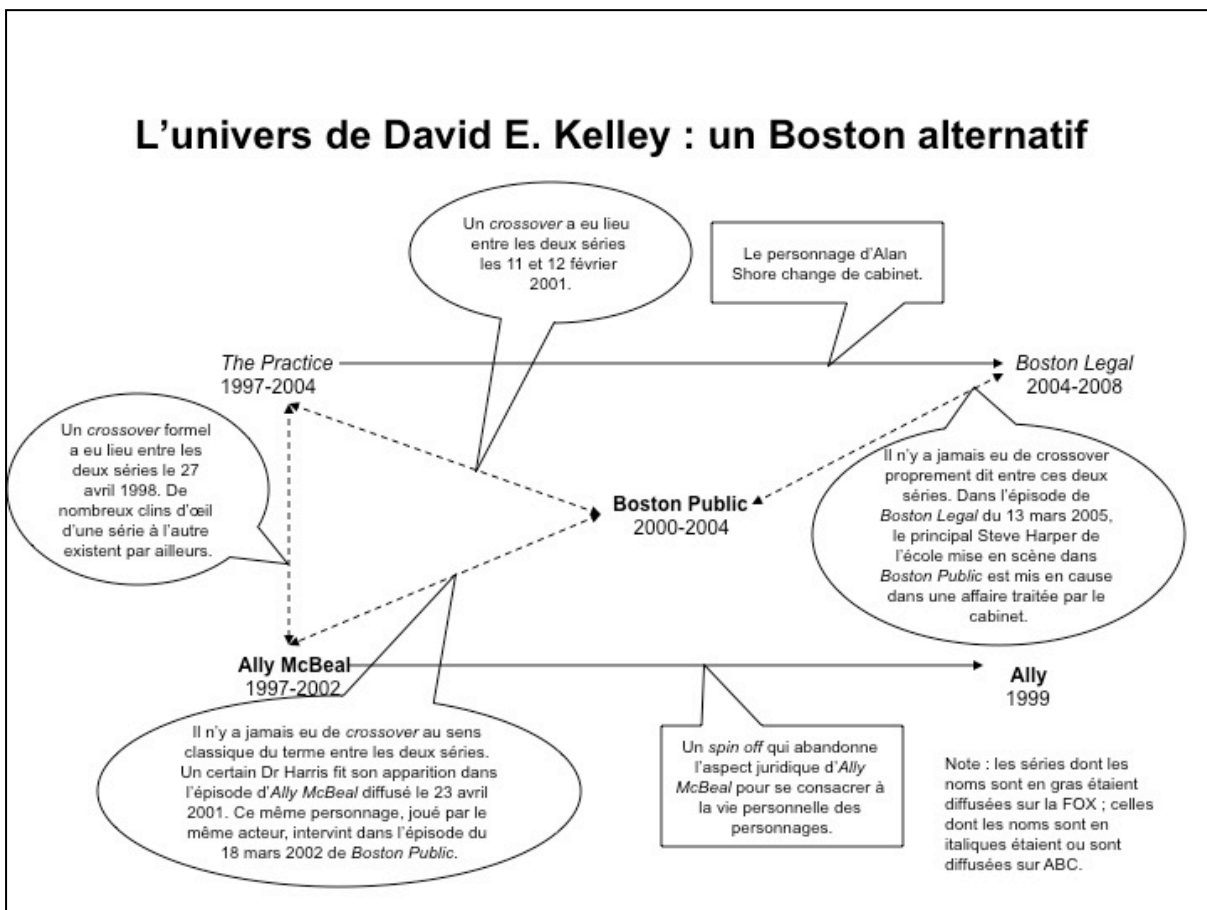 L'univers de David E. Kelley : un Boston alternatif
Un crossover a eu lieu
entre les deux séries
les 11 et 12 février
2001.
Le personnage d'Alan
Shore change de cabinet.
The Practice
1997-2004
Boston Legal
2004-2008
Un crossover formel
a eu lieu entre les
deux séries le 27
avril 1998. De
nombreux clins d'œil
d'une série à l'autre
existent par ailleurs.
Boston Public
2000-2004
Il n'y a jamais eu de crossover
proprement dit entre ces deux
séries. Dans l'épisode de
Boston Legal du 13 mars 2005,
le principal Steve Harper de
l'école mise en scène dans
Boston Public est mis en cause
dans une affaire traitée par le
cabinet.
Ally McBeal
1997-2002
Ally
1999
Il n'y a jamais eu de crossover au sens
classique du terme entre les deux séries.
Un certain Dr Harris fit son apparition dans
l'épisode d'Ally McBeal diffusé le 23 avril
2001. Ce même personnage, joué par le
même acteur, intervint dans l'épisode du
18 mars 2002 de Boston Public.
Un spin off qui abandonne
l'aspect juridique d'Ally
McBeal pour se consacrer à
la vie personnelle des
personnages.
Note : les séries dont les
noms sont en gras étaient
diffusées sur la FOX ; celles
dont les noms sont en
italiques étaient ou sont
diffusées sur ABC.